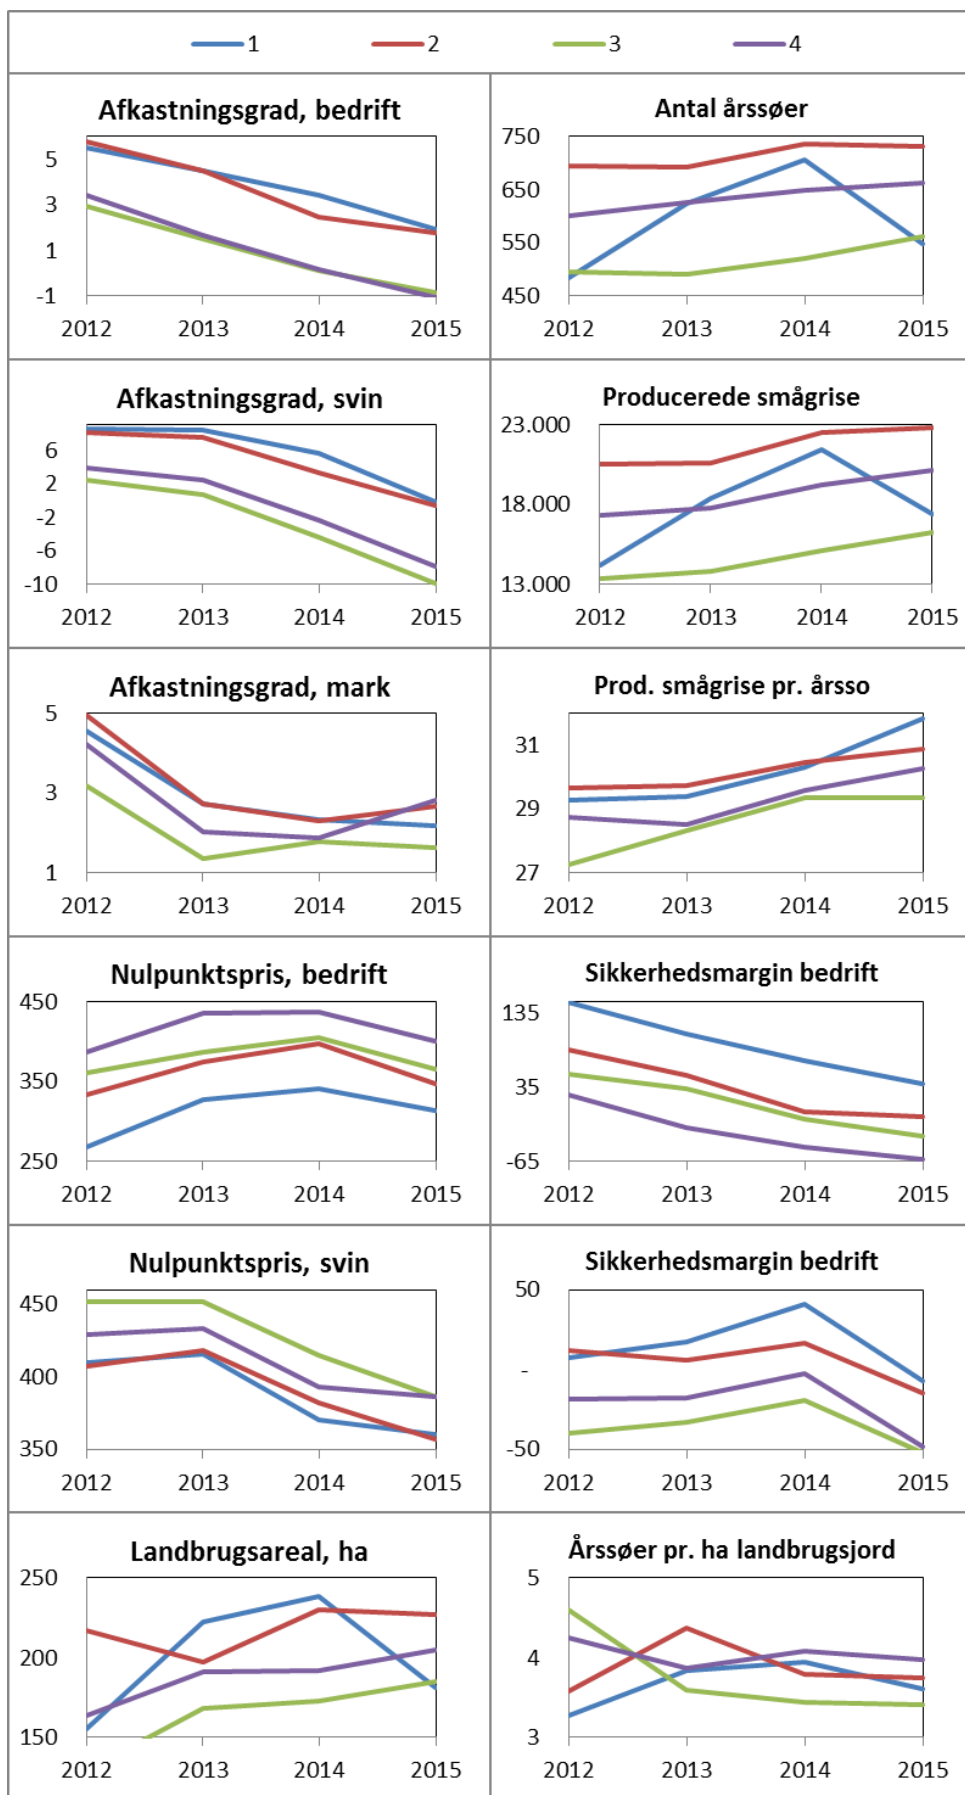 1 2 3 4
Afkastningsgrad, bedrift
5
3
1
-1
2012 2013 2014 2015
Antal årssøer
750
650
550
450
2012 2013 2014 2015
Afkastningsgrad, svin
6
2
-2
-6
-10
2012 2013 2014 2015
Producerede smågrise
23.000
18.000
13.000
2012 2013 2014 2015
Afkastningsgrad, mark
5
3
1
2012 2013 2014 2015
Prod. smågrise pr. årsso
31
29
27
2012 2013 2014 2015
Nulpunktspris, bedrift
450
350
250
2012 2013 2014 2015
Sikkerhedsmargin bedrift
135
35
-65
2012 2013 2014 2015
Nulpunktspris, svin
450
400
350
2012 2013 2014 2015
Sikkerhedsmargin bedrift
50
-
-50
2012 2013 2014 2015
Landbrugsareal, ha
250
200
150
2012 2013 2014 2015
Årssøer pr. ha landbrugsjord
5
4
3
2012 2013 2014 2015